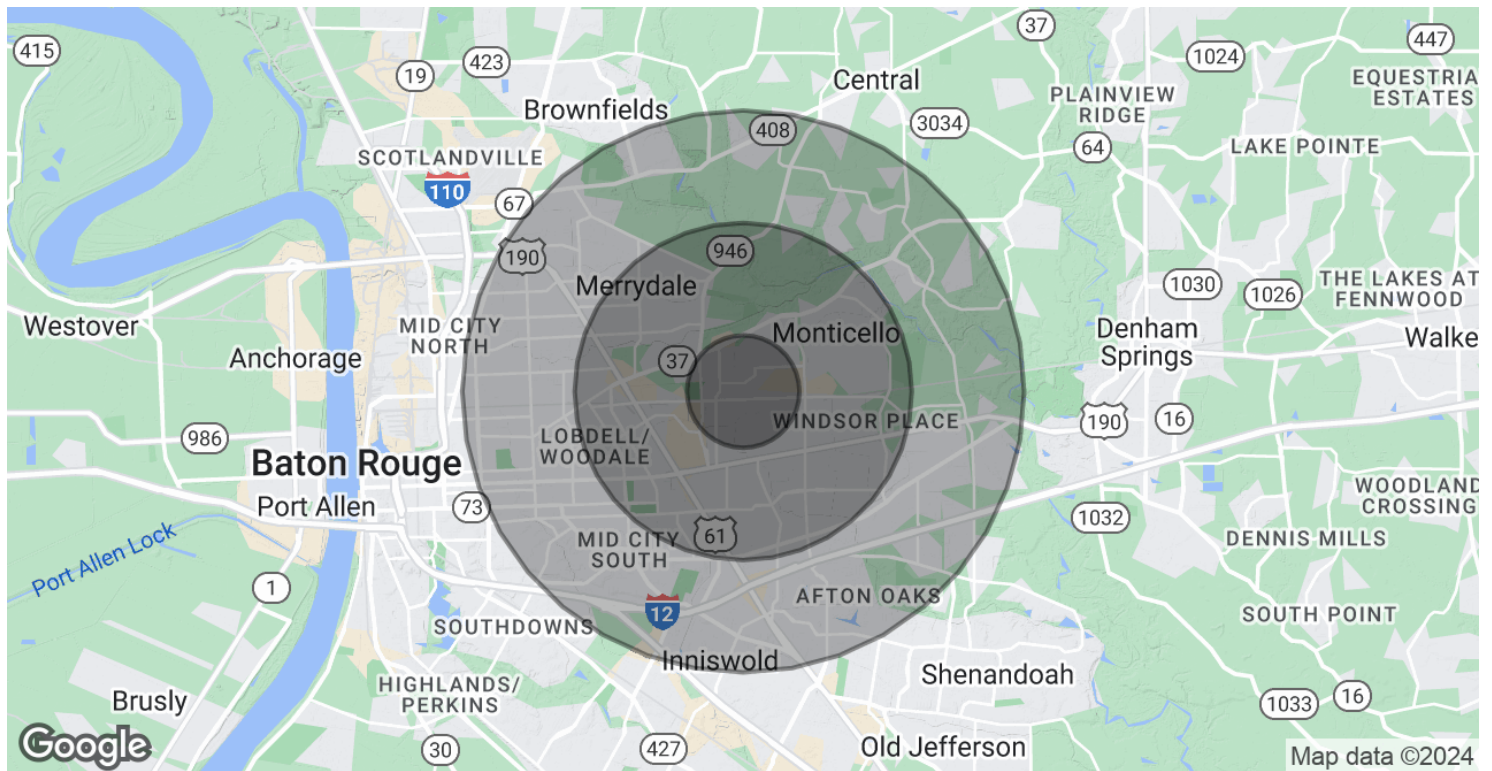 415
19
423
37
1024
447
Central
EQUESTRIA
ESTATES
Brownfields
PLAINVIEW
RIDGE
408
3034
64
LAKE POINTE
SCOTLANDVILLE
110
67
190
946
Merrydale
1030
1026
THE LAKES AT
FENNWOOD
Westover
MID CITY
NORTH
Monticello
Denham
Springs
Walke
Anchorage
37
WINDSOR PLACE
190
16
986
LOBDELL/
WOODALE
Baton Rouge
Port Allen
73
61
1032
WOODLAND
CROSSING
MID CITY
SOUTH
DENNIS MILLS
Port Allen Lock
1
AFTON OAKS
12
SOUTH POINT
SOUTHDOWNS
Inniswold
Shenandoah
HIGHLANDS/
PERKINS
Brusly
1033
16
Google
30
427
Old Jefferson
Map data ©2024